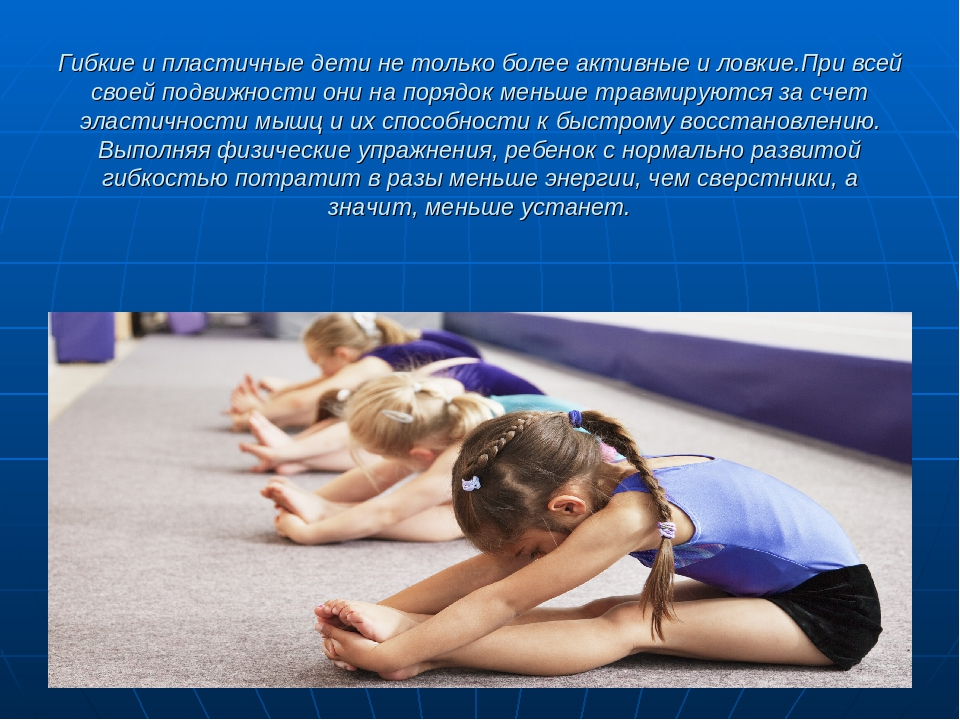 Гибкие и пластичные дети не только более активные и ловкие.При всей
своей подвижности они на порядок меньше травмируются за счет
эластичности мышц и их способности к быстрому восстановлению.
Выполняя физические упражнения, ребенок с нормально развитой
гибкостью потратит в разы меньше энергии, чем сверстники, а
значит, меньше устанет.